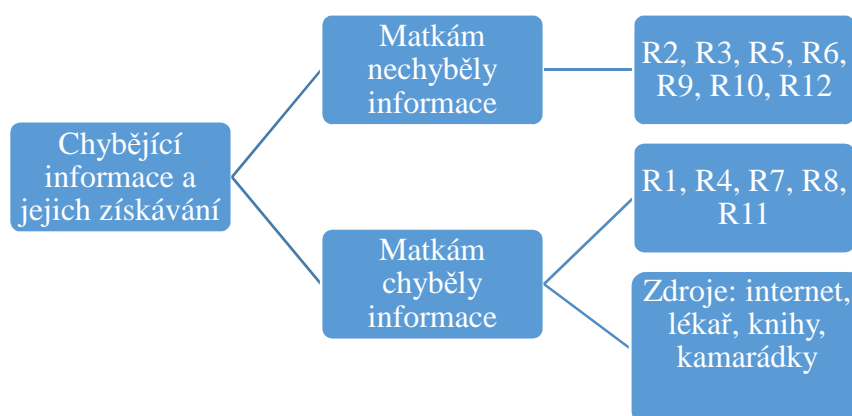 Chybějící
informace a
jejich získávání
Matkám
nechyběly
informace
R2, R3, R5, R6,
R9, R10, R12
Matkám
chyběly
informace
R1, R4, R7, R8,
R11
Zdroje: internet,
lékař, knihy,
kamarádky